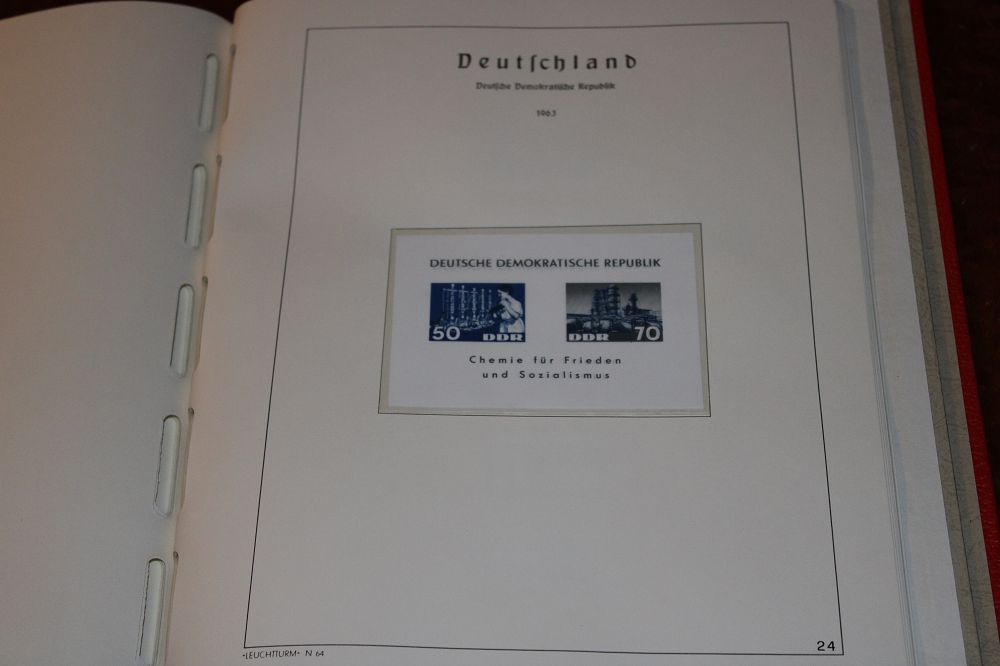 Deutſchland
Deutſche Demokratiſche Republik
1963
DEUTSCHE DEMOKRATISCHE REPUBLIK
50 DDR
DDR 70
Chemie für Frieden
und Sozialismus
"LEUCHTTURM" N 64
24